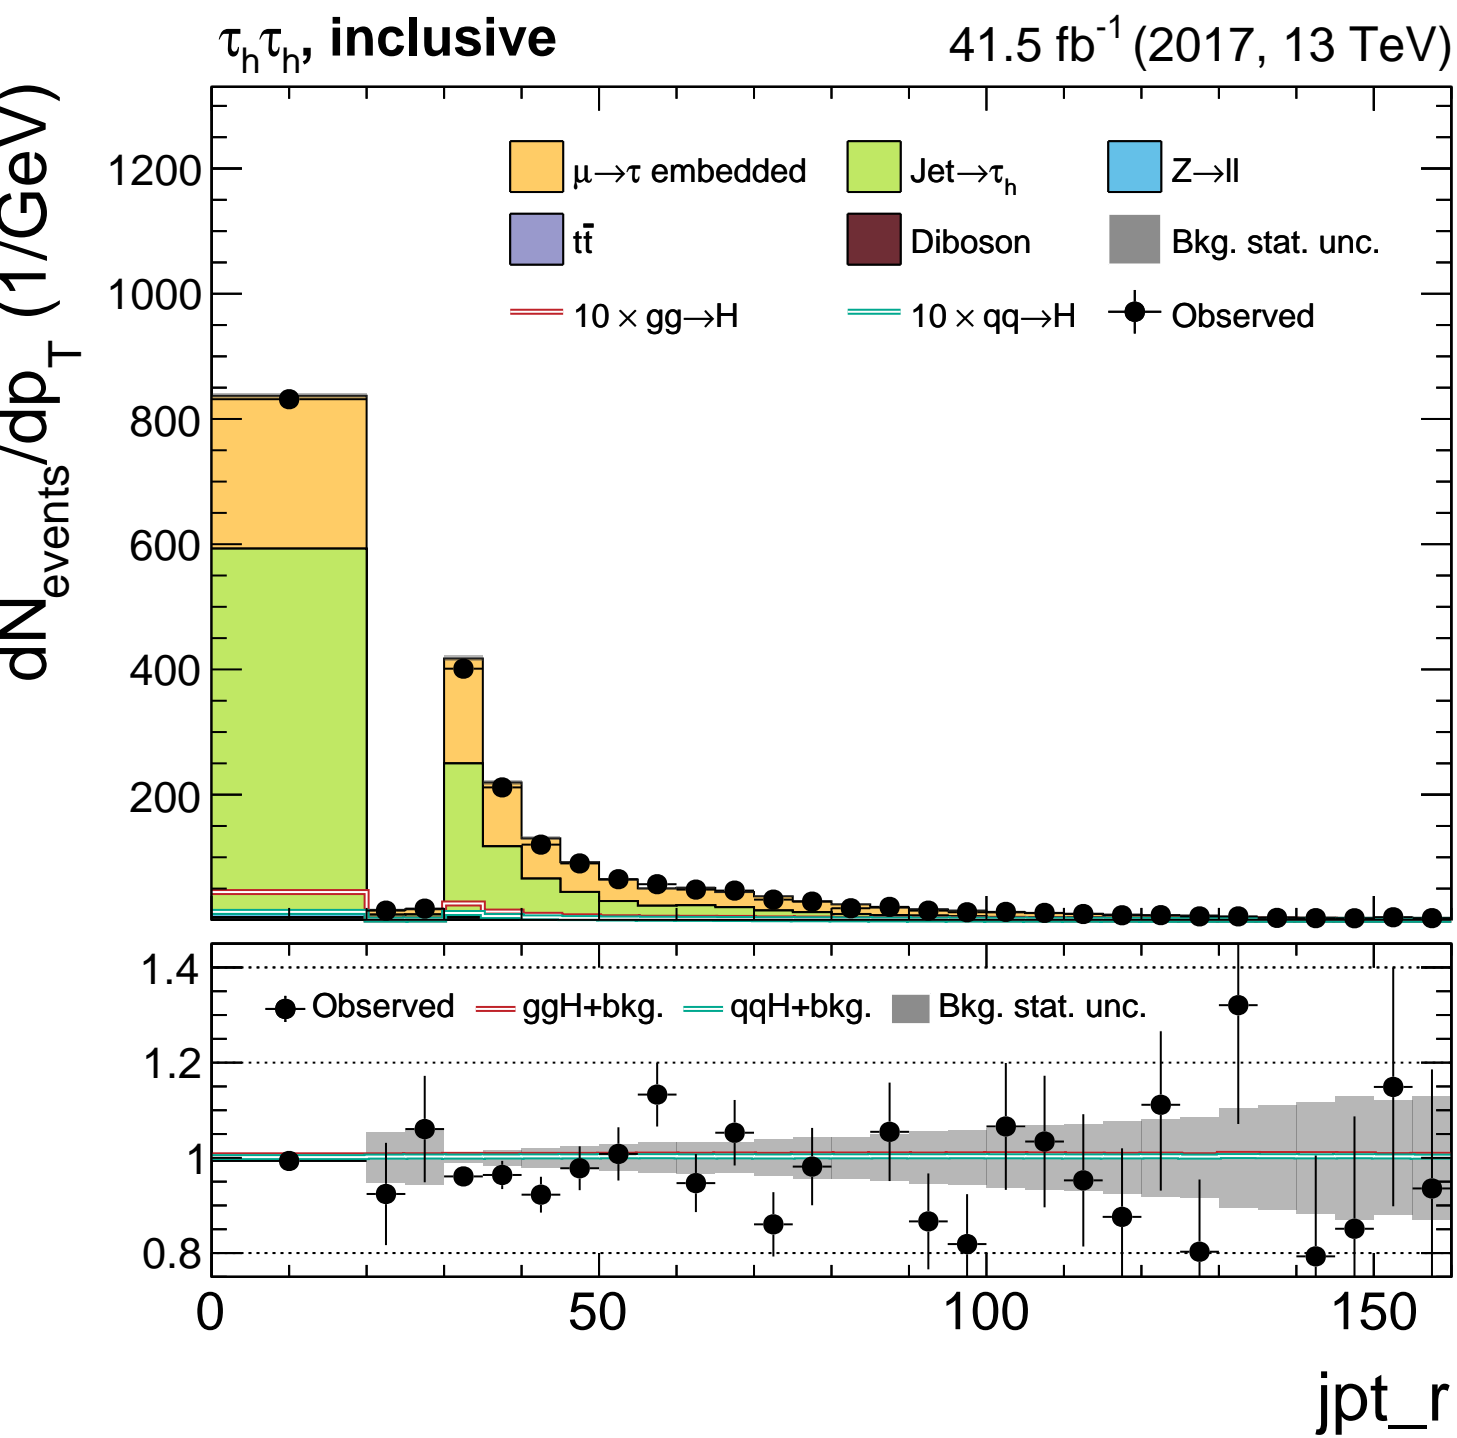 τhτh, inclusive
41.5 fb-1 (2017, 13 TeV)
dNevents/dpT (1/GeV)
1200
1000
800
600
400
200
μ→τ embedded
Jet→τh
Z→ll
tt̄
Diboson
Bkg. stat. unc.
10 × gg→H
10 × qq→H
Observed
1.4
1.2
1
0.8
Observed
ggH+bkg.
qqH+bkg.
Bkg. stat. unc.
0
50
100
150
jpt_r